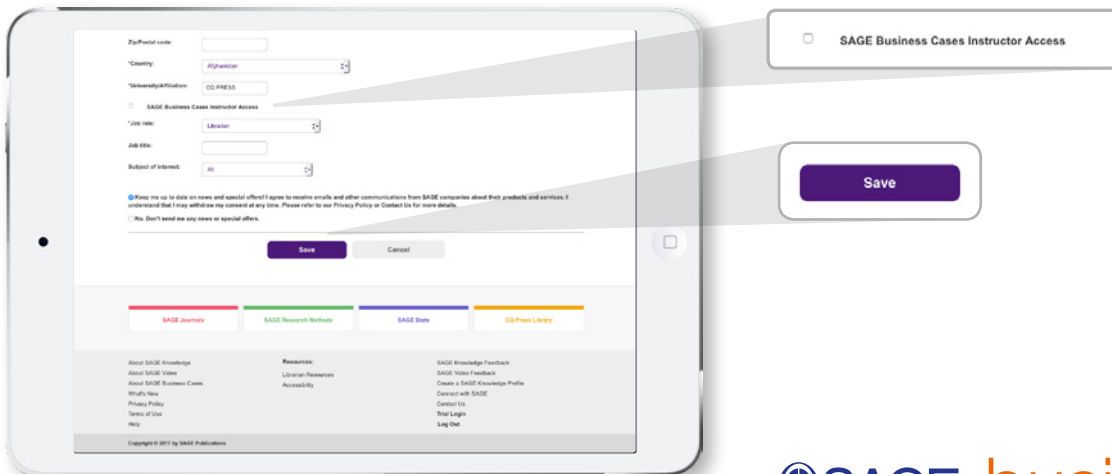 Zip/Postal code:
*Country: Afghanistan
*University/Affiliation: CQ PRESS
SAGE Business Cases Instructor Access
*Job role: Librarian
Job title:
Subject of interest: All
Keep me up to date on news and special offers! I agree to receive emails and other communications from SAGE companies about their products and services. I
understand that I may withdraw my consent at any time. Please refer to our Privacy Policy or Contact Us for more details.
No. Don't send me any news or special offers.
Save Cancel
SAGE Journals SAGE Research Methods SAGE Stats CQ Press Library
About SAGE Knowledge
About SAGE Video
About SAGE Business Cases
What's New
Privacy Policy
Terms of Use
Help
Resources:
Librarian Resources
Accessibility
SAGE Knowledge Feedback
SAGE Video Feedback
Create a SAGE Knowledge Profile
Connect with SAGE
Contact Us
Trial Login
Log Out
Copyright © 2017 by SAGE Publications
SAGE Business Cases Instructor Access
Save